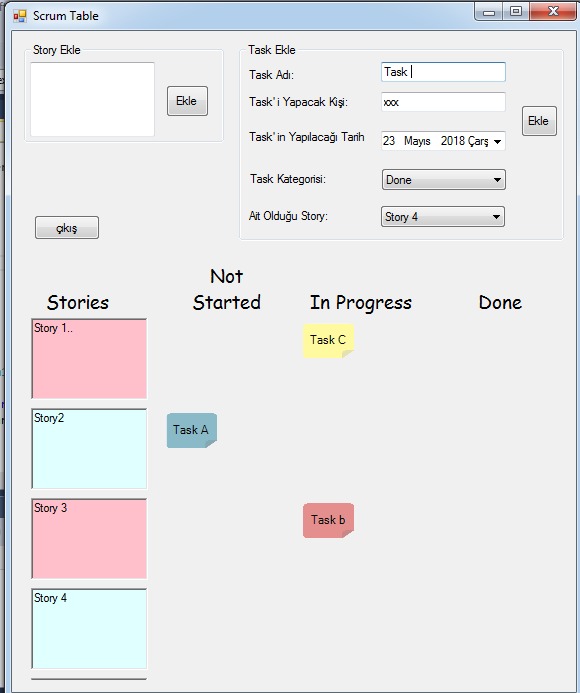 Scrum Table
Story Ekle
Ekle
Task Ekle
Task Adı:
Task
Task'i Yapacak Kişi:
xxx
Task'in Yapılacağı Tarih
23 Mayıs 2018 Çarş
Task Kategorisi:
Done
Ait Olduğu Story:
Story 4
Ekle
çıkış
Stories
Not
Started
In Progress
Done
Story 1..
Task C
Story2
Task A
Story 3
Task b
Story 4